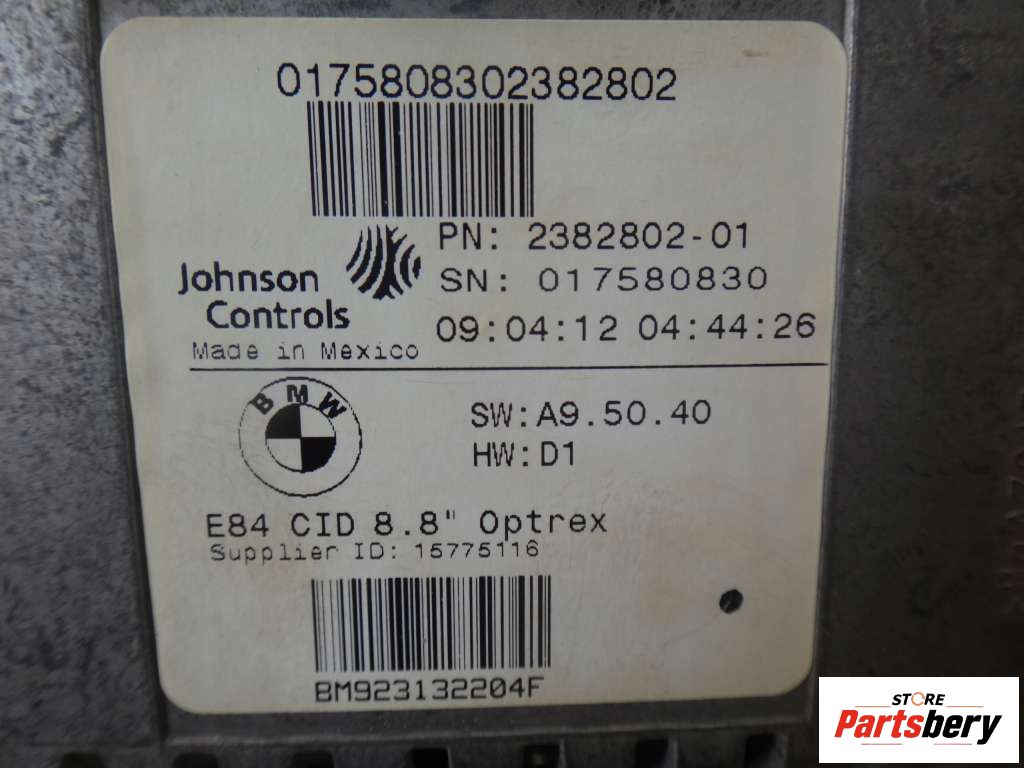 0175808302382802
PN: 2382802-01
SN: 017580830
Johnson
Controls
09:04:12 04:44:26
Made in Mexico
BMW
SW:A9.50.40
HW:D1
E84 CID 8.8" Optrex
Supplier ID: 15775116
BM923132204F
STORE
Partsbery